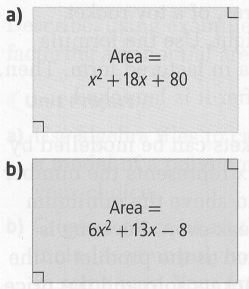 a)
Area =
x² + 18x + 80
b)
Area =
6x² + 13x – 8